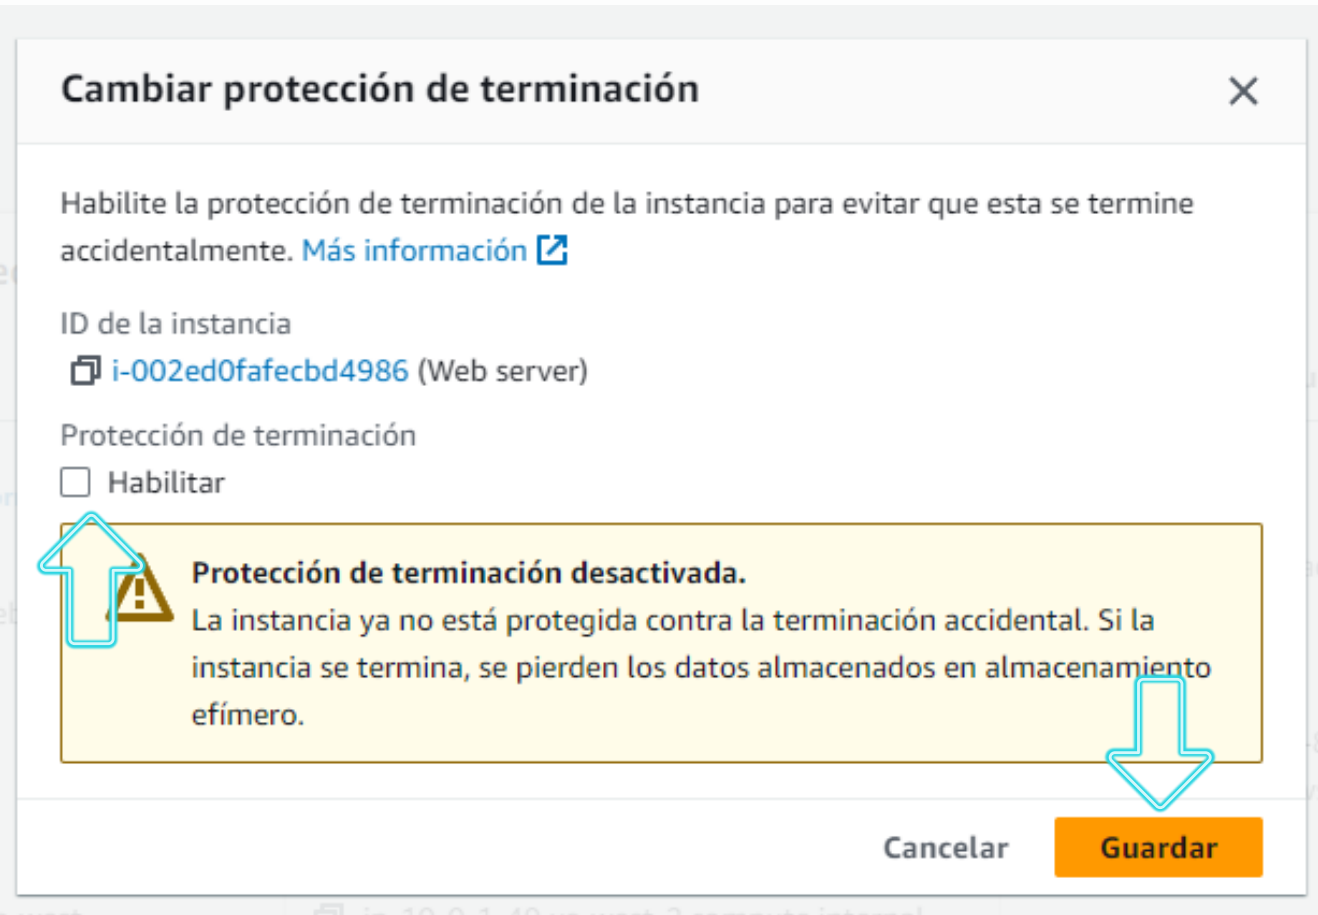 Cambiar protección de terminación
Habilite la protección de terminación de la instancia para evitar que esta se termine
accidentalmente. Más información
ID de la instancia
i-002ed0fafecbd4986 (Web server)
Protección de terminación
Habilitar
Protección de terminación desactivada.
La instancia ya no está protegida contra la terminación accidental. Si la
instancia se termina, se pierden los datos almacenados en almacenamiento
efímero.
Cancelar
Guardar